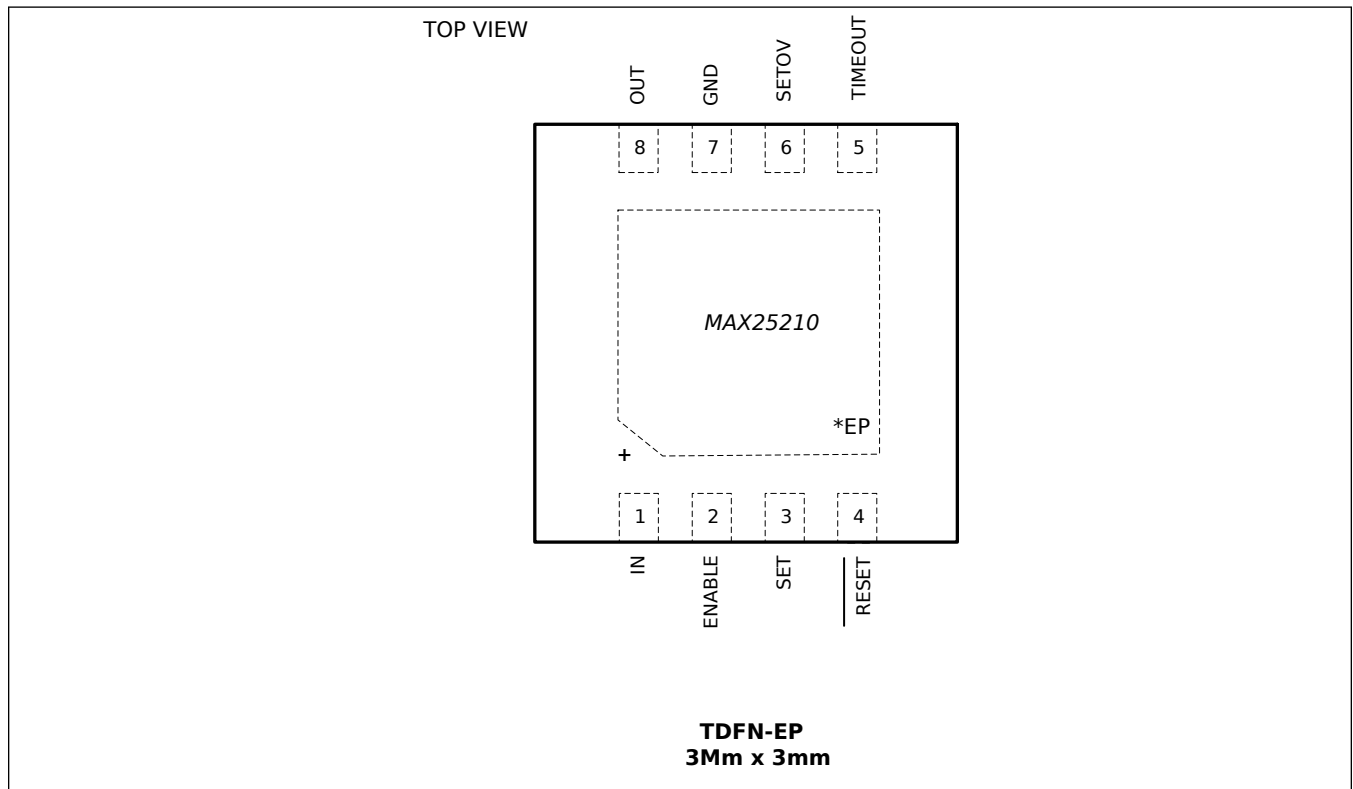 TOP VIEW
OUT
GND
SETOV
TIMEOUT
8
7
6
5
MAX25210
*EP
+
1
2
3
4
IN
ENABLE
SET
RESET
TDFN-EP
3Mm x 3mm